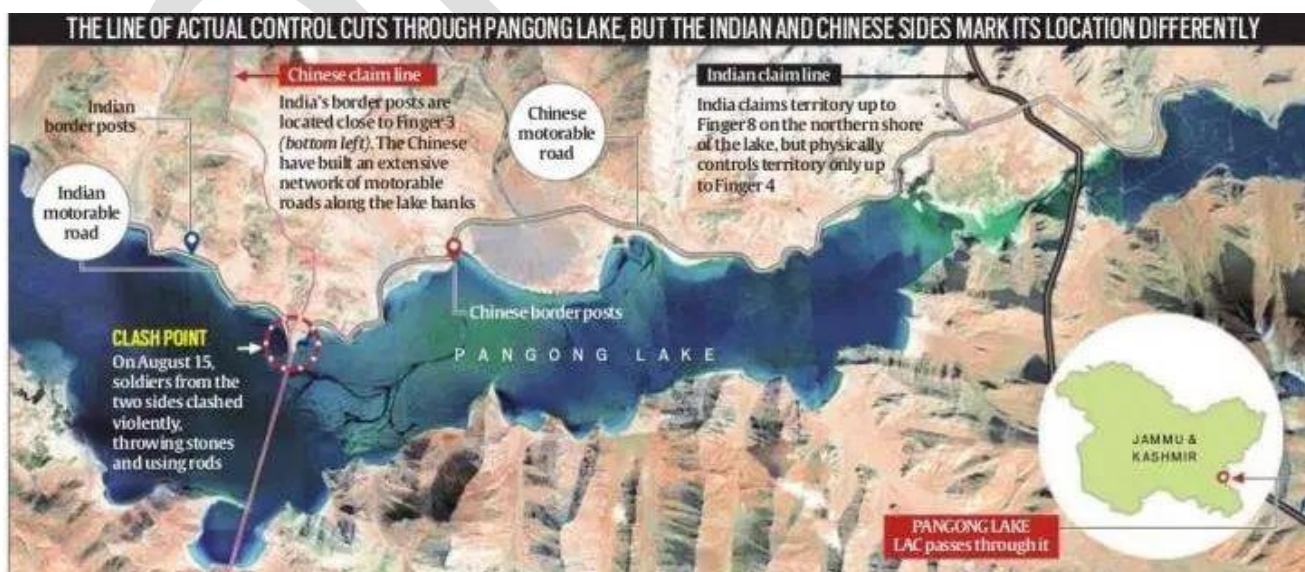 THE LINE OF ACTUAL CONTROL CUTS THROUGH PANGONG LAKE, BUT THE INDIAN AND CHINESE SIDES MARK ITS LOCATION DIFFERENTLY
Indian
border posts
Indian
motorable
road
Chinese claim line
India's border posts are
located close to Finger 3
(bottom left). The Chinese
have built an extensive
network of motorable
roads along the lake banks
Chinese
motorable
road
Indian claim line
India claims territory up to
Finger 8 on the northern shore
of the lake, but physically
controls territory only up
to Finger 4
Chinese border posts
CLASH POINT
On August 15,
soldiers from the
two sides clashed
violently,
throwing stones
and using rods
PANGONG LAKE
JAMMU &
KASHMIR
PANGONG LAKE
LAC passes through it